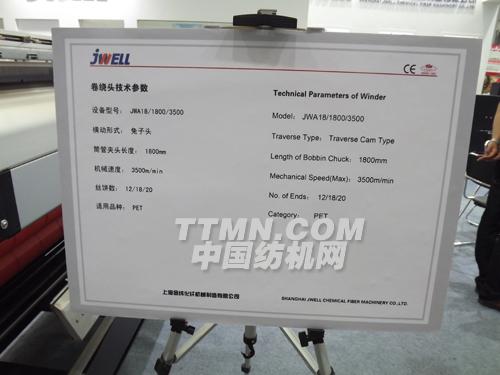 JWELL
CE
卷绕头技术参数
设备型号: JWA18/1800/3500
横动形式: 兔子头
筒管夹头长度: 1800mm
机械速度: 3500m/min
丝饼数: 12/18/20
适用品种: PET
Technical Parameters of Winder
Model: JWA18/1800/3500
Traverse Type: Traverse Cam Type
Length of Bobbin Chuck: 1800mm
Mechanical Speed(Max): 3500m/min
No. of Ends: 12/18/20
Category: PET
TTMN.COM
中国纺机网
上海金纬化纤机械制造有限公司
SHANGHAI JWELL CHEMICAL FIBER MACHINERY CO.,LTD.